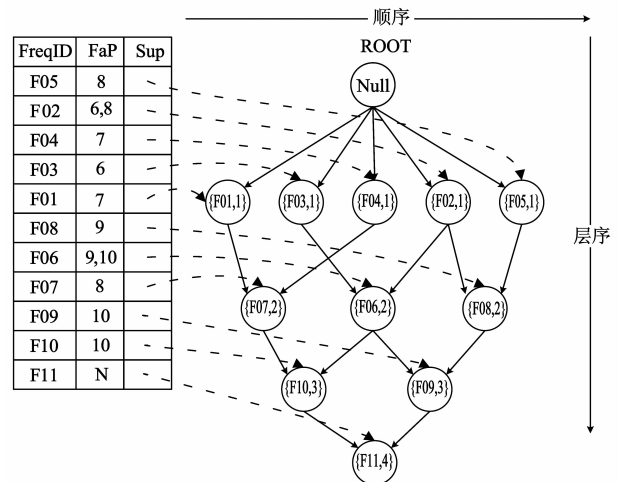 顺序
FreqID FaP Sup
F05 8
F02 6,8
F04 7
F03 6
F01 7
F08 9
F06 9,10
F07 8
F09 10
F10 10
F11 N
ROOT
Null
{F01,1} {F03,1} {F04,1} {F02,1} {F05,1}
层序
{F07,2} {F06,2} {F08,2}
{F10,3} {F09,3}
{F11,4}